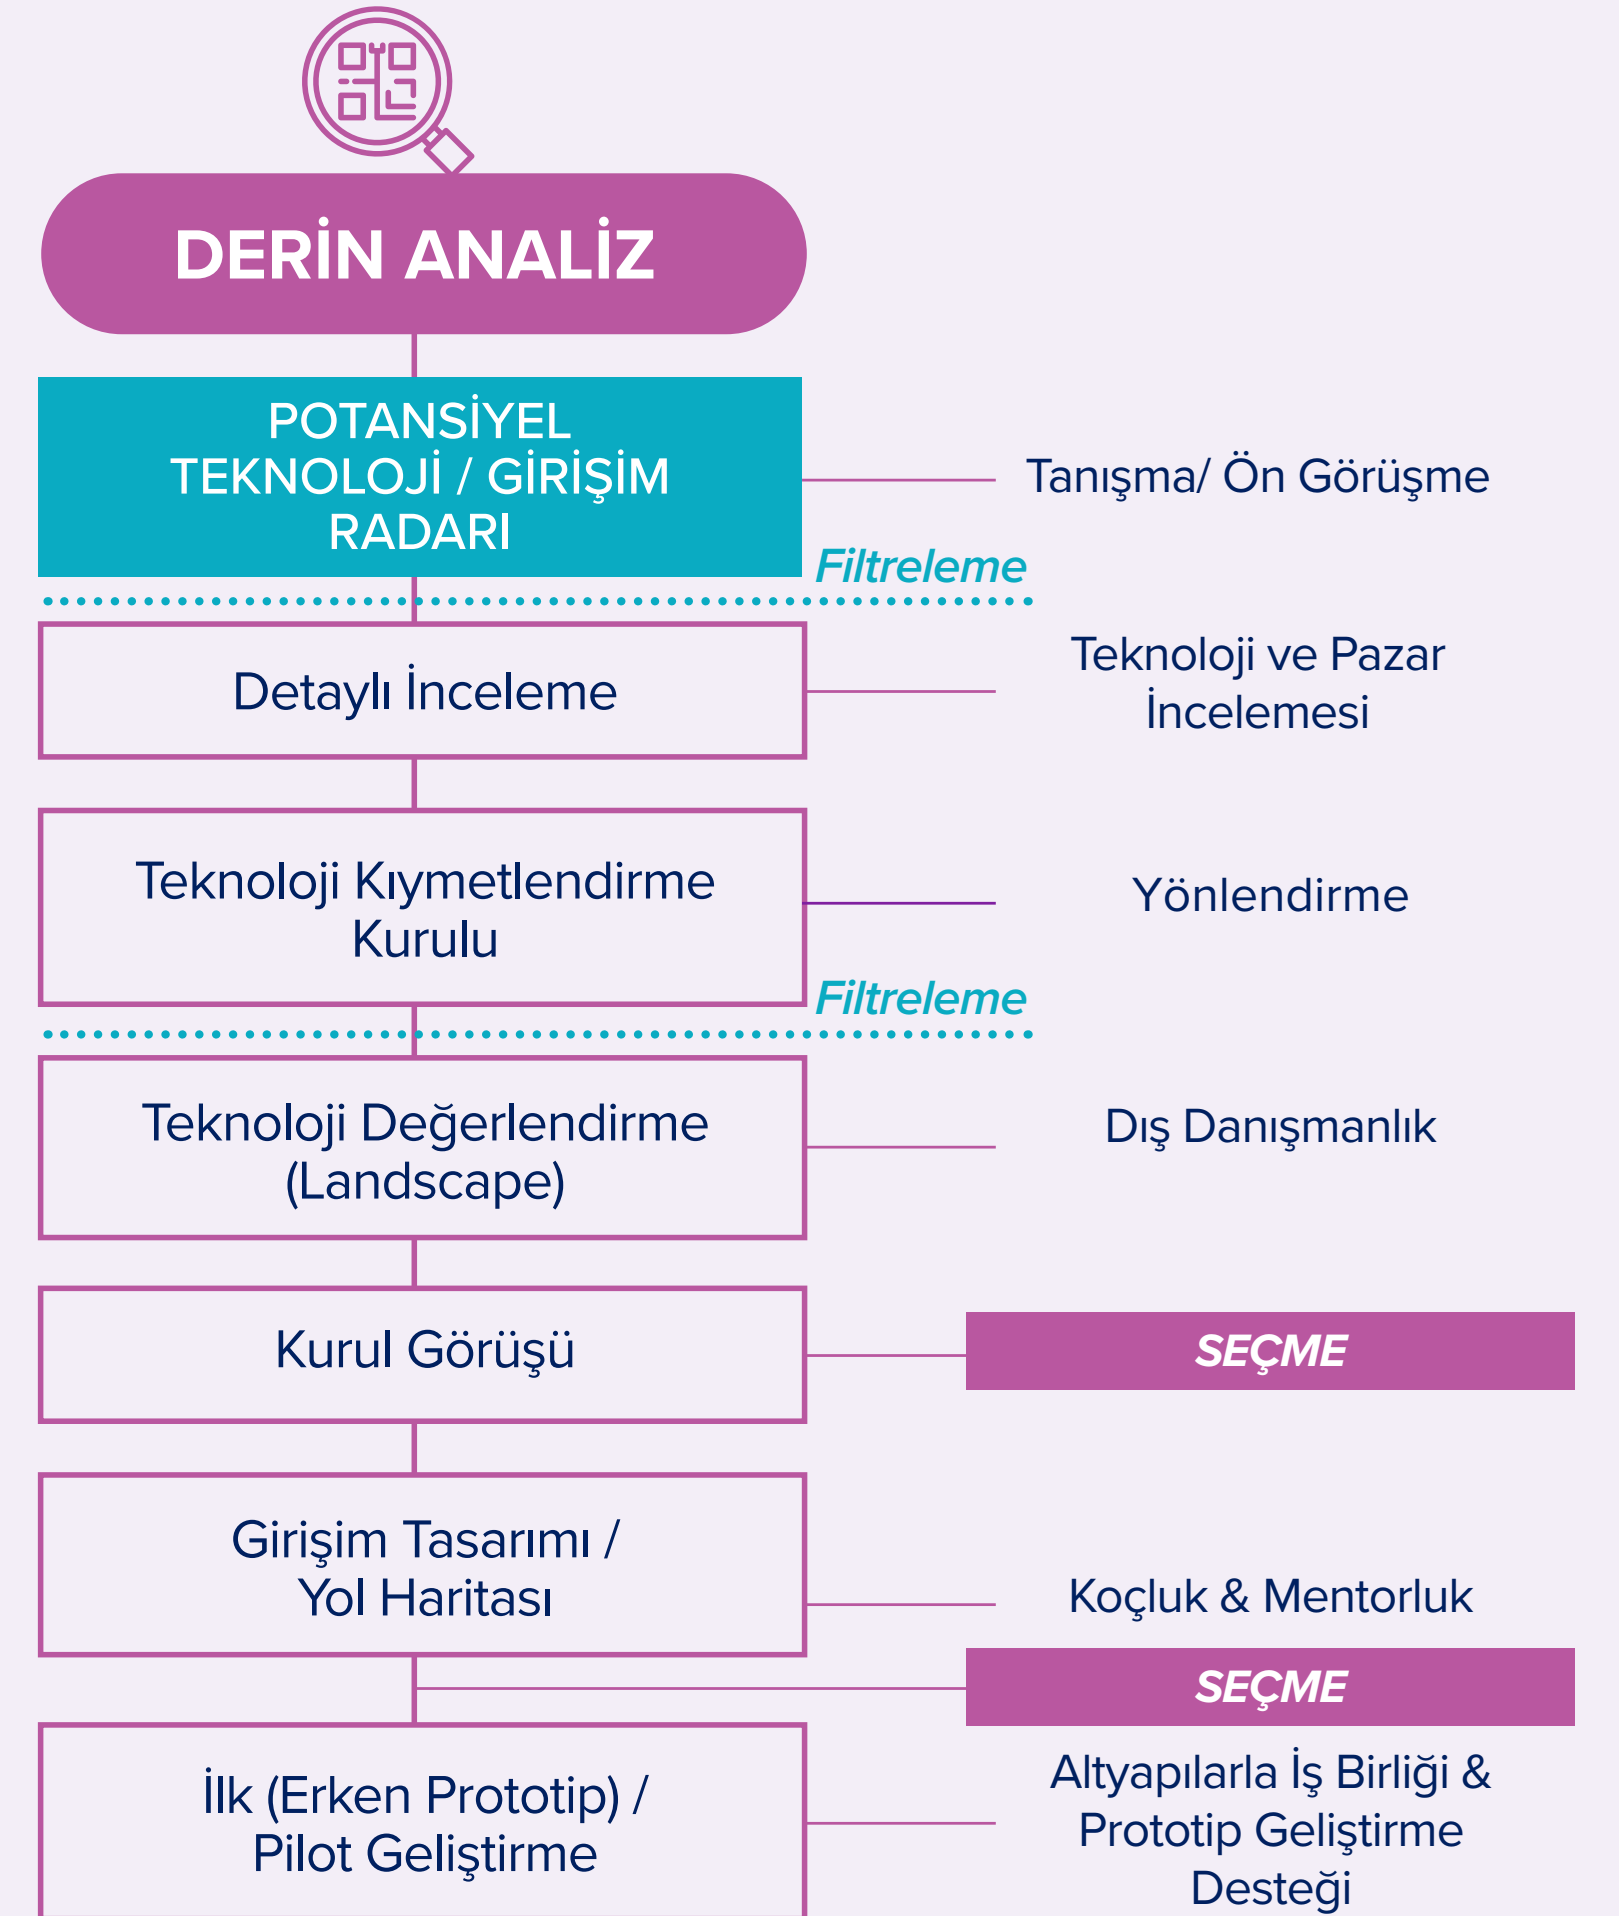 DERİN ANALİZ
POTANSİYEL
TEKNOLOJİ / GİRİŞİM
RADARI
Tanışma/ Ön Görüşme
Filtreleme
Detaylı İnceleme
Teknoloji ve Pazar
İncelemesi
Teknoloji Kıymetlendirme
Kurulu
Yönlendirme
Filtreleme
Teknoloji Değerlendirme
(Landscape)
Dış Danışmanlık
Kurul Görüşü
SEÇME
Girişim Tasarımı /
Yol Haritası
Koçluk & Mentorluk
SEÇME
İlk (Erken Prototip) /
Pilot Geliştirme
Altyapılarla İş Birliği &
Prototip Geliştirme
Desteği